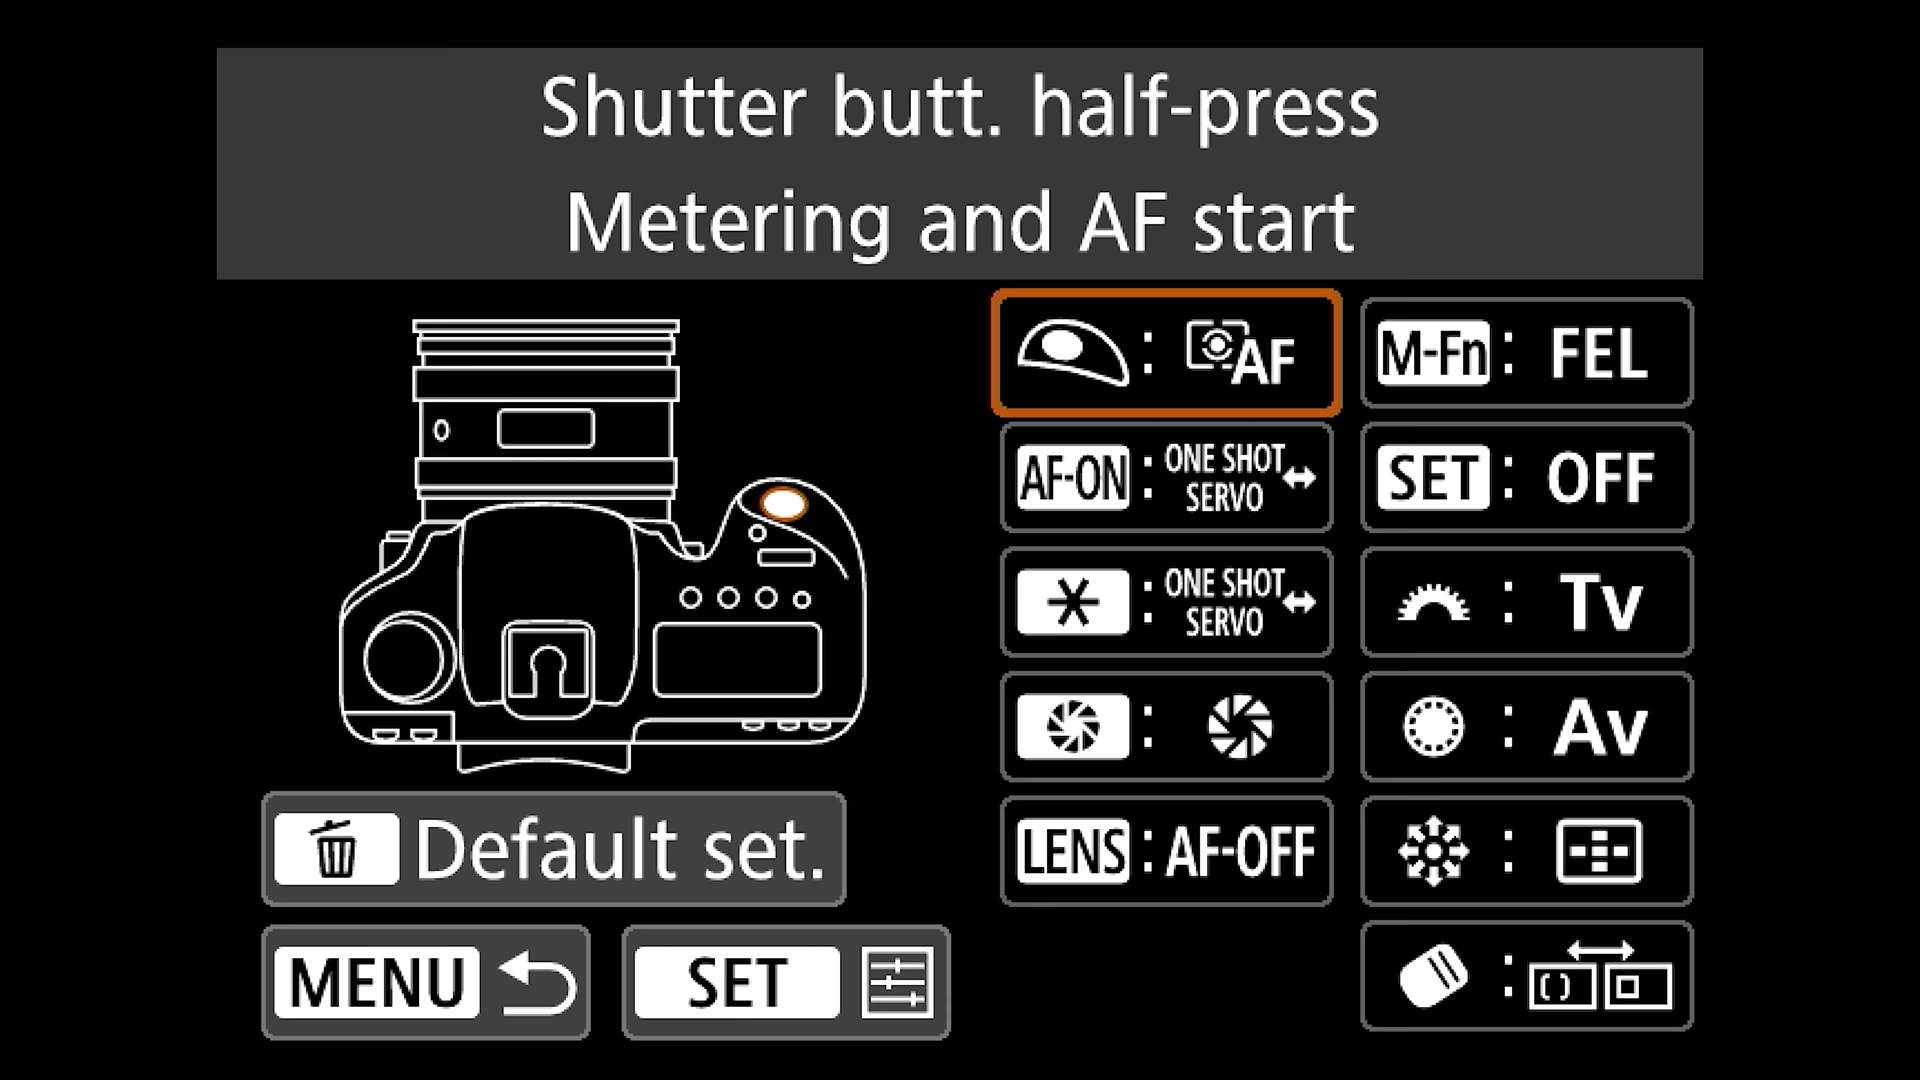 Shutter butt. half-press
Metering and AF start
: AF
M-Fn : FEL
AF-ON : ONE SHOT SERVO
SET : OFF
: ONE SHOT SERVO
: Tv
:
: Av
LENS : AF-OFF
:
Default set.
MENU
SET
: